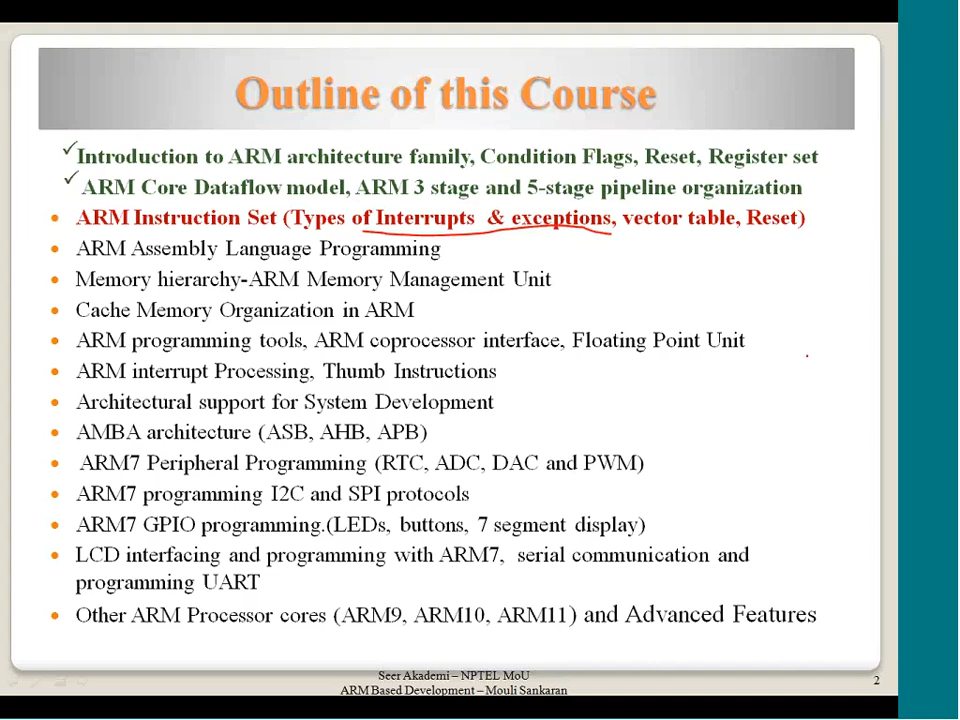 Outline of this Course
Introduction to ARM architecture family, Condition Flags, Reset, Register set
ARM Core Dataflow model, ARM 3 stage and 5-stage pipeline organization
ARM Instruction Set (Types of Interrupts & exceptions, vector table, Reset)
ARM Assembly Language Programming
Memory hierarchy-ARM Memory Management Unit
Cache Memory Organization in ARM
ARM programming tools, ARM coprocessor interface, Floating Point Unit
ARM interrupt Processing, Thumb Instructions
Architectural support for System Development
AMBA architecture (ASB, AHB, APB)
ARM7 Peripheral Programming (RTC, ADC, DAC and PWM)
ARM7 programming I2C and SPI protocols
ARM7 GPIO programming.(LEDs, buttons, 7 segment display)
LCD interfacing and programming with ARM7, serial communication and
programming UART
Other ARM Processor cores (ARM9, ARM10, ARM11) and Advanced Features
Seer Akademi – NPTEL MoU
ARM Based Development – Mouli Sankaran
2